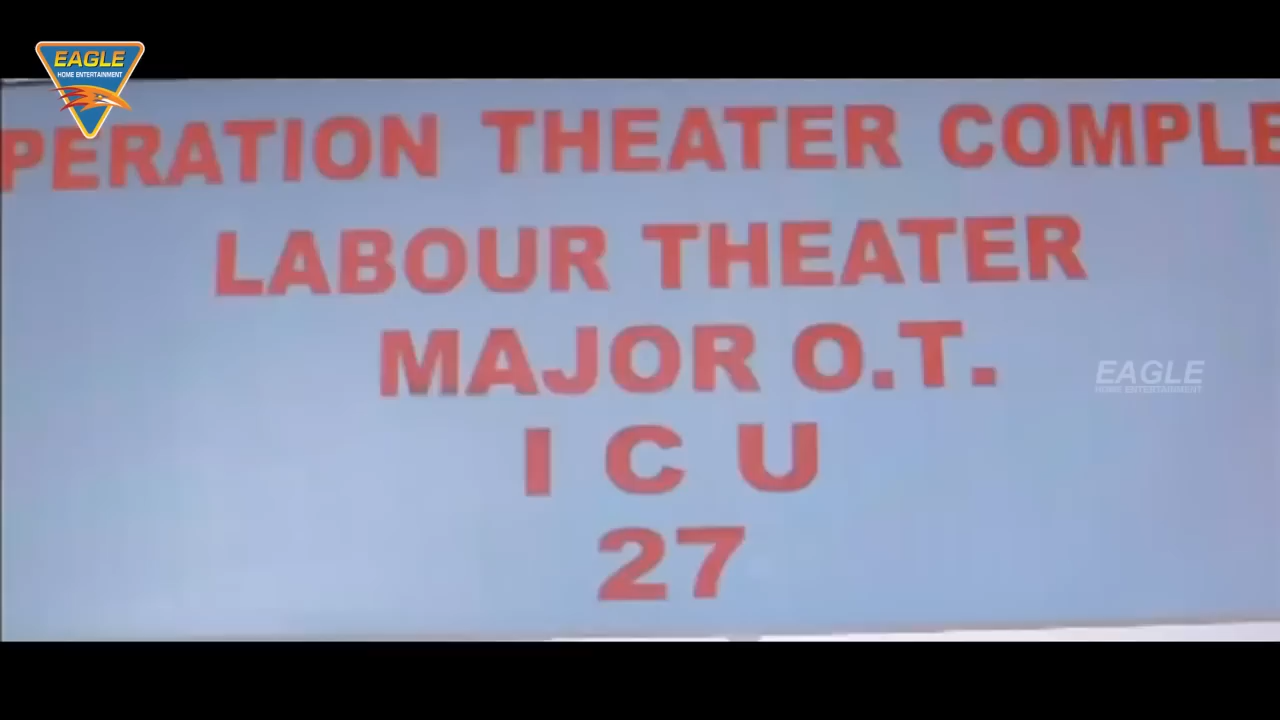 EAGLE
HOME ENTERTAINMENT
PERATION THEATER COMPLE
LABOUR THEATER
MAJOR O.T.
I C U
27
EAGLE
HOME ENTERTAINMENT